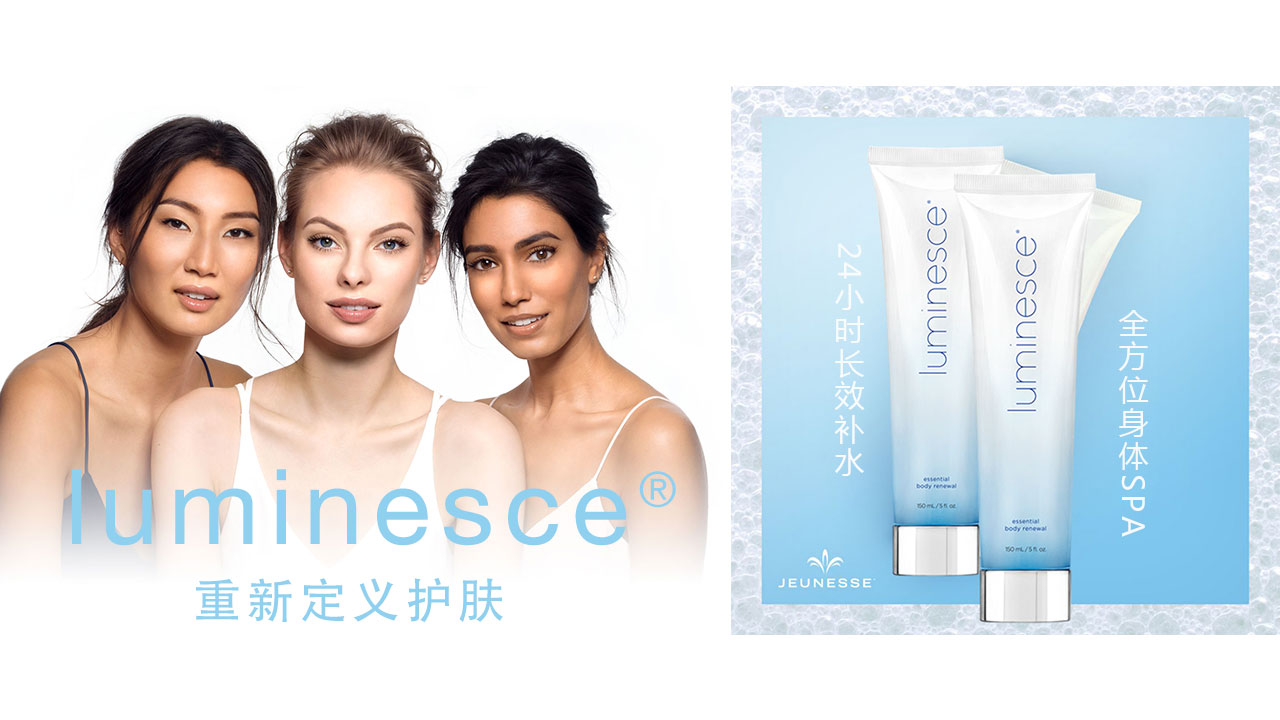 luminesce®
重新定义护肤
24小时长效补水
luminesce®
essential
body renewal
150 mL / 5 fl. oz.
luminesce®
essential
body renewal
150 mL / 5 fl. oz.
全方位身体SPA
JEUNESSE